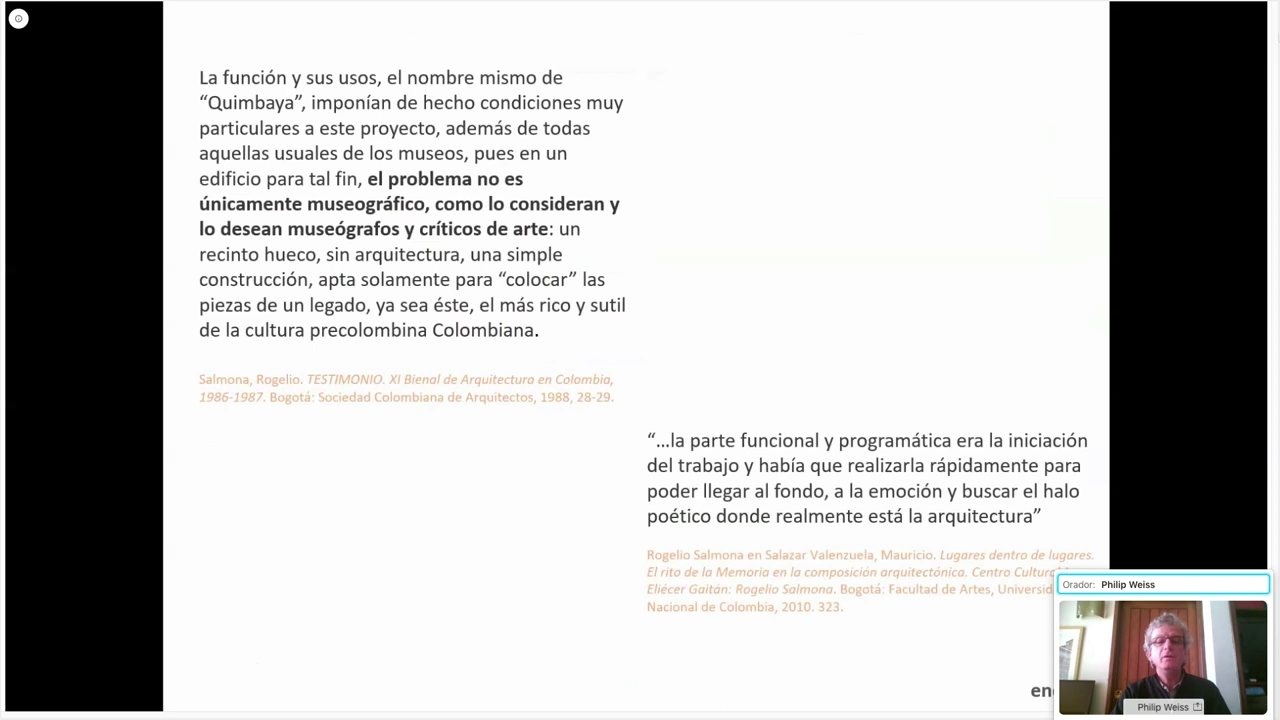 La función y sus usos, el nombre mismo de
“Quimbaya”, imponían de hecho condiciones muy
particulares a este proyecto, además de todas
aquellas usuales de los museos, pues en un
edificio para tal fin, el problema no es
únicamente museográfico, como lo consideran y
lo desean museógrafos y críticos de arte: un
recinto hueco, sin arquitectura, una simple
construcción, apta solamente para “colocar” las
piezas de un legado, ya sea éste, el más rico y sutil
de la cultura precolombina Colombiana.
Salmona, Rogelio. TESTIMONIO. XI Bienal de Arquitectura en Colombia,
1986-1987. Bogotá: Sociedad Colombiana de Arquitectos, 1988, 28-29.
“…la parte funcional y programática era la iniciación
del trabajo y había que realizarla rápidamente para
poder llegar al fondo, a la emoción y buscar el halo
poético donde realmente está la arquitectura”
Rogelio Salmona en Salazar Valenzuela, Mauricio. Lugares dentro de lugares.
El rito de la Memoria en la composición arquitectónica. Centro Cultural
Eliécer Gaitán: Rogelio Salmona. Bogotá: Facultad de Artes,
Nacional de Colombia, 2010. 323.
Orador: Philip Weiss
Philip Weiss